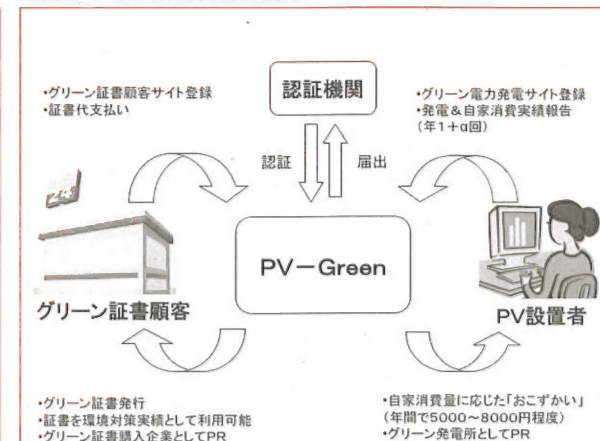 認証機関
・グリーン証書顧客サイト登録
・証書代支払い
・グリーン電力発電サイト登録
・発電&自家消費実績報告
(年1+α回)
認証
届出
PV-Green
グリーン証書顧客
PV設置者
・グリーン証書発行
・証書を環境対策実績として利用可能
・グリーン証書購入企業としてPR
・自家消費量に応じた「おこずかい」
(年間で5000~8000円程度)
・グリーン発電所としてPR